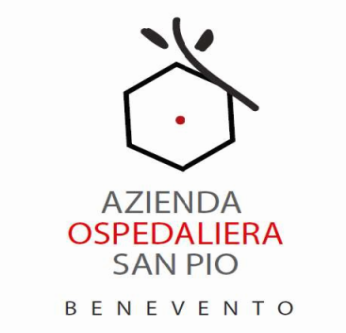 AZIENDA
OSPEDALIERA
SAN PIO
BENEVENTO